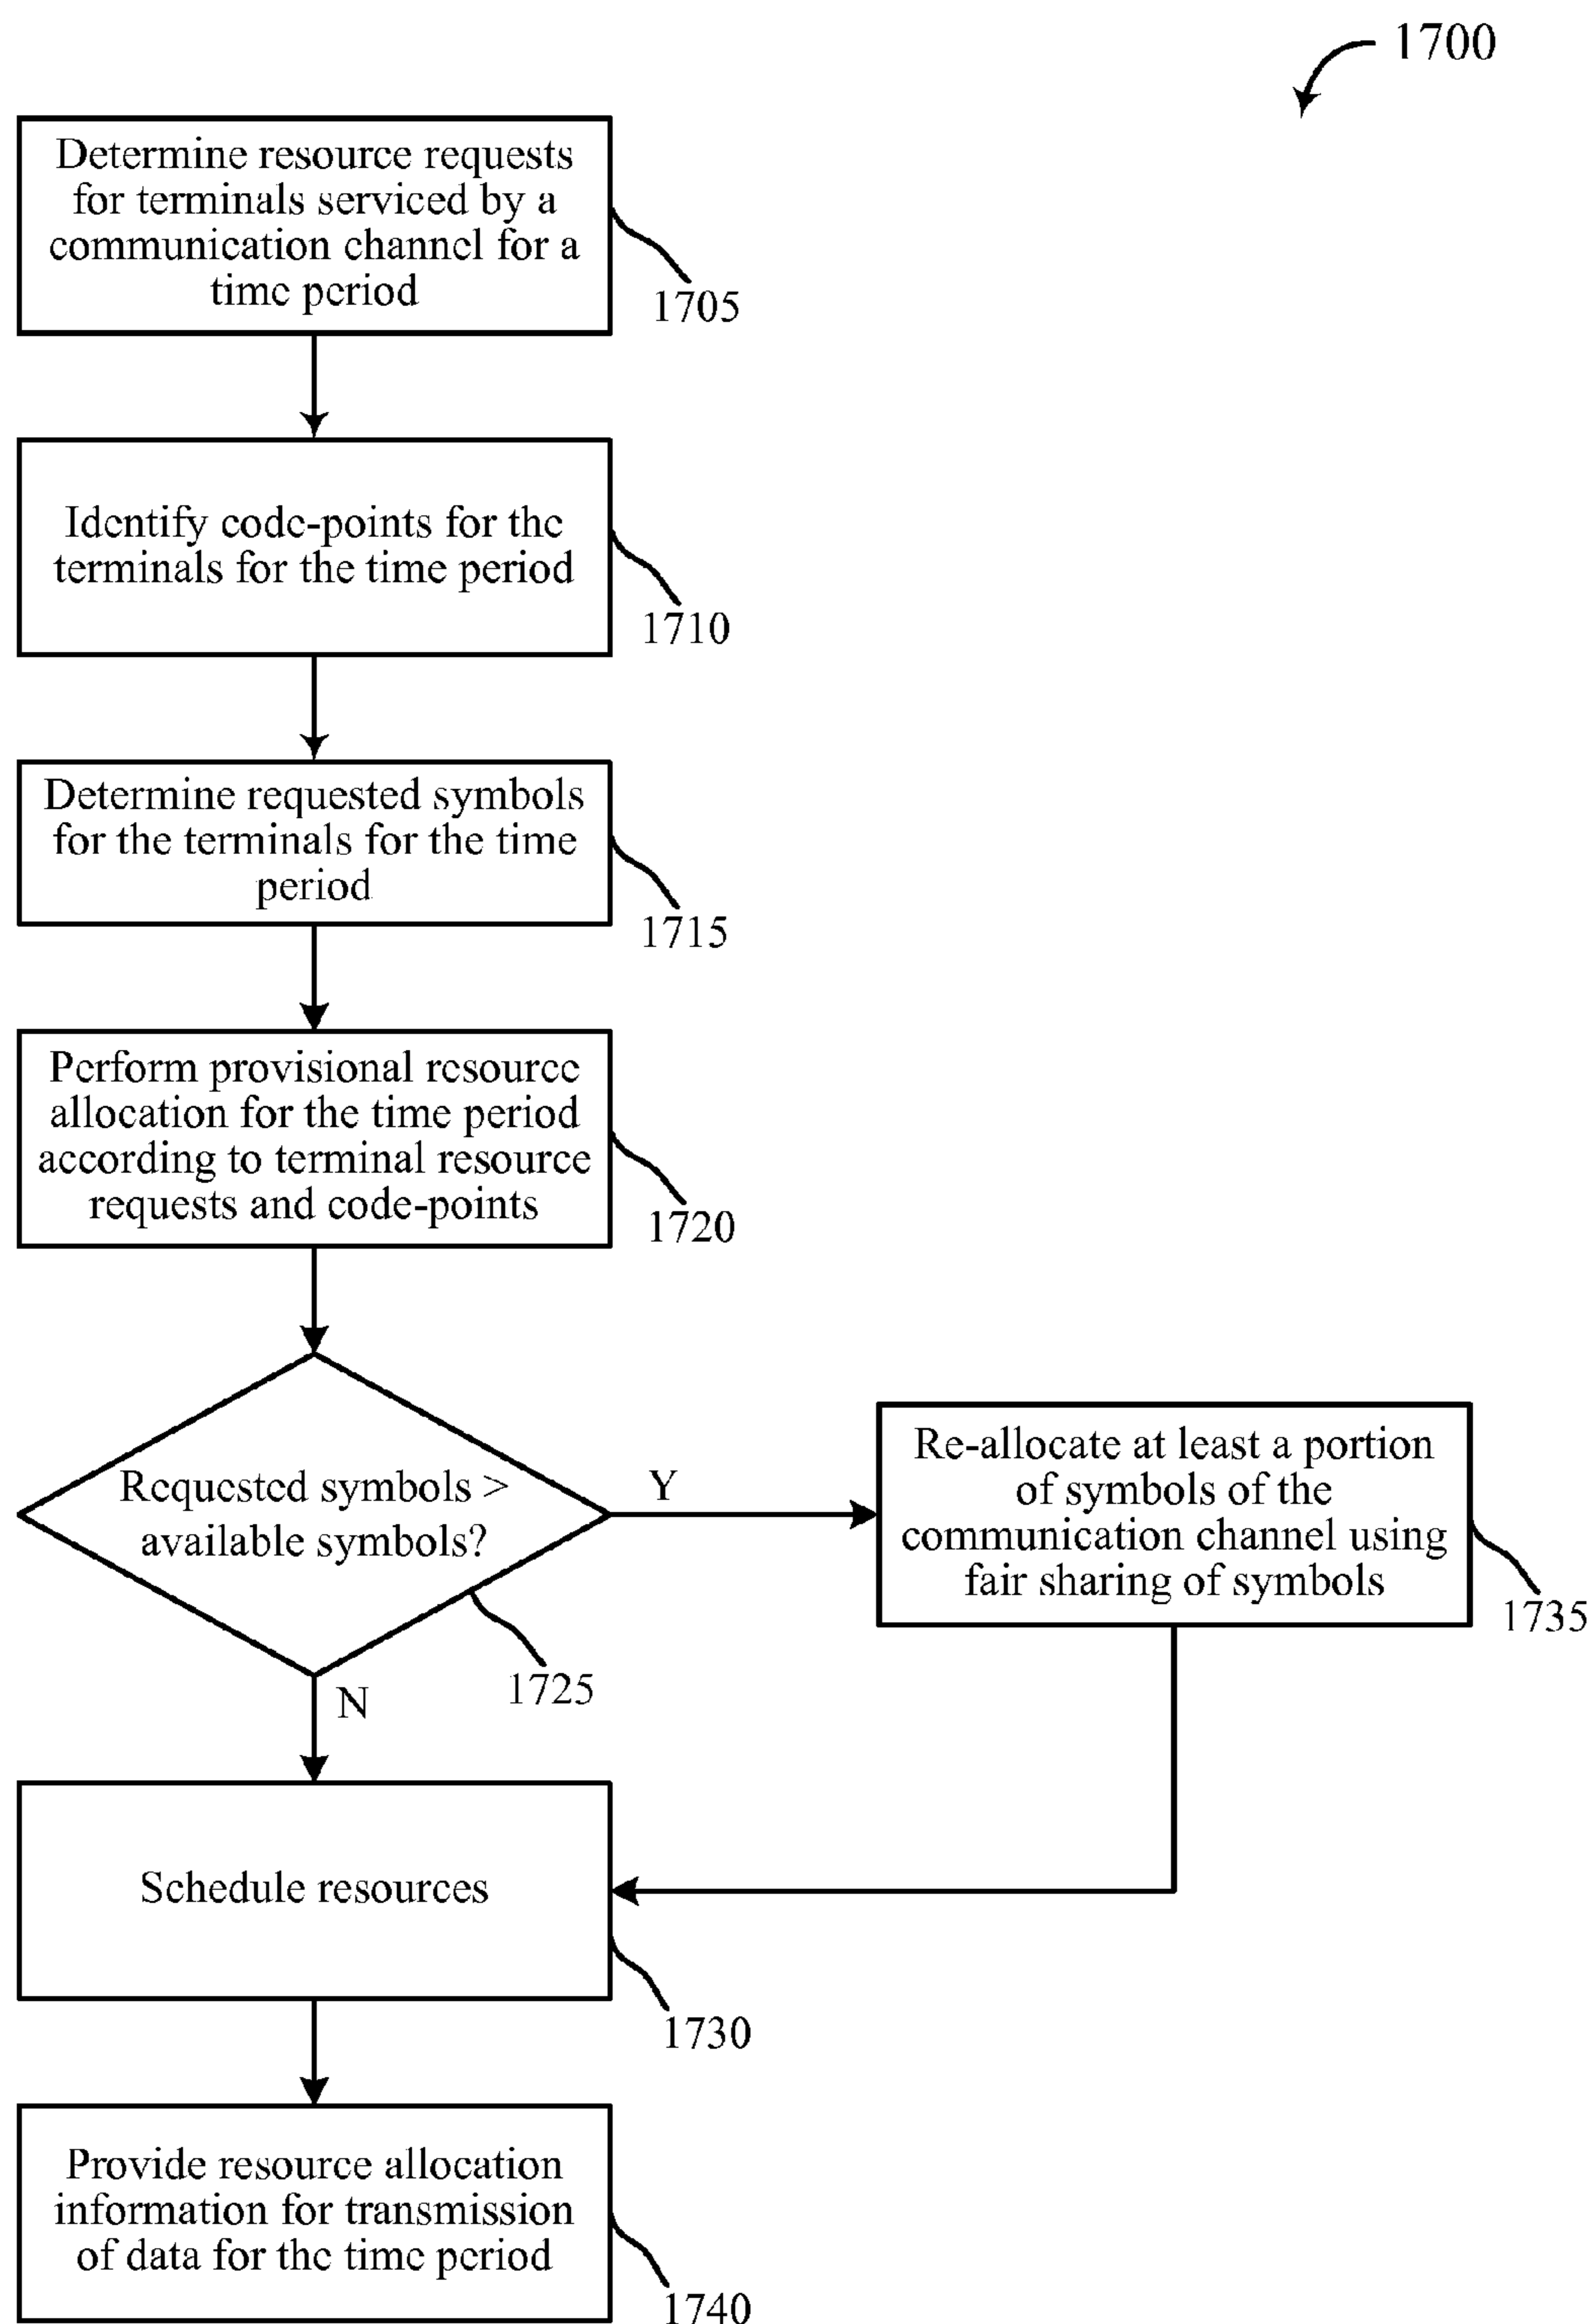 1700
Determine resource requests
for terminals serviced by a
communication channel for a
time period
1705
Identify code-points for the
terminals for the time period
1710
Determine requested symbols
for the terminals for the time
period
1715
Perform provisional resource
allocation for the time period
according to terminal resource
requests and code-points
1720
Requested symbols >
available symbols?
Y
N
1725
Re-allocate at least a portion
of symbols of the
communication channel using
fair sharing of symbols
1735
Schedule resources
1730
Provide resource allocation
information for transmission
of data for the time period
1740